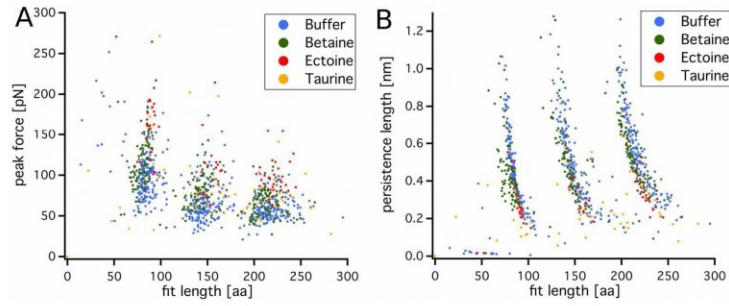 A
300
250
200
150
100
50
0
peak force [pN]
0 50 100 150 200 250 300
fit length [aa]
Buffer
Betaine
Ectoine
Taurine
B
1.2
1.0
0.8
0.6
0.4
0.2
0.0
persistence length [nm]
0 50 100 150 200 250 300
fit length [aa]
Buffer
Betaine
Ectoine
Taurine